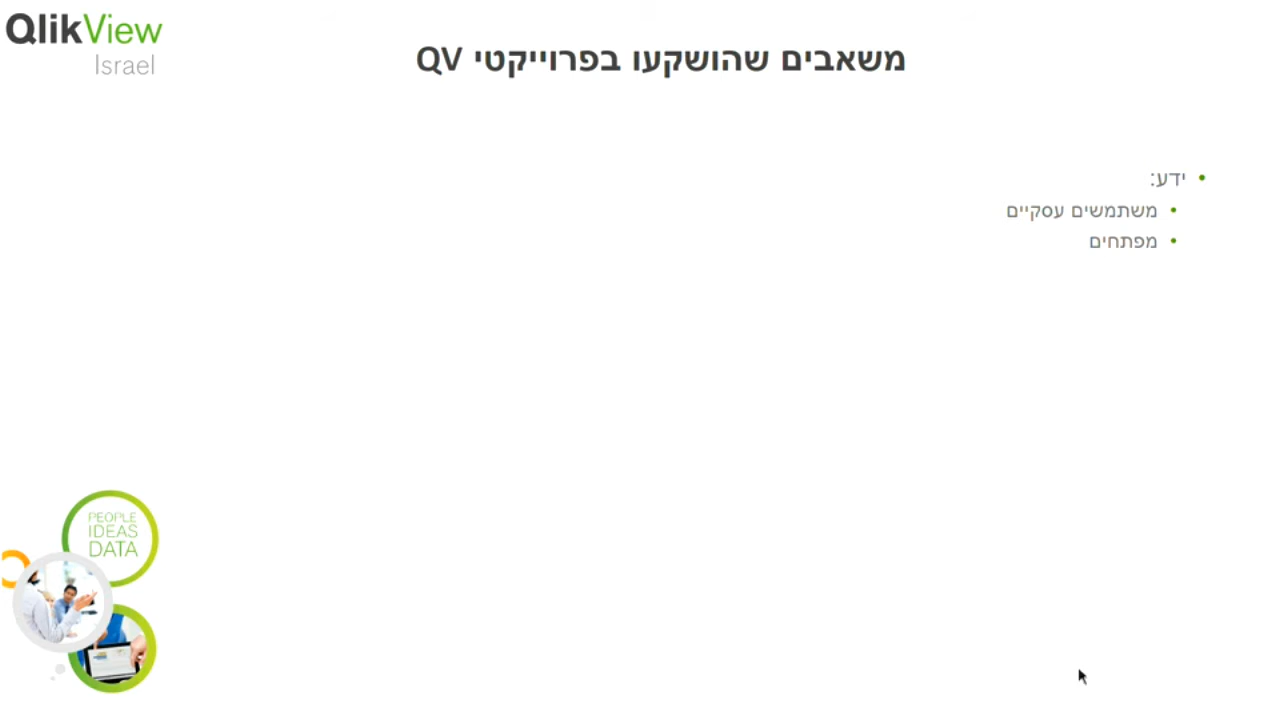 QlikView
Israel
משאבים שהושקעו בפרוייקטי QV
• ידע:
• משתמשים עסקיים
• מפתחים
PEOPLE
IDEAS
DATA